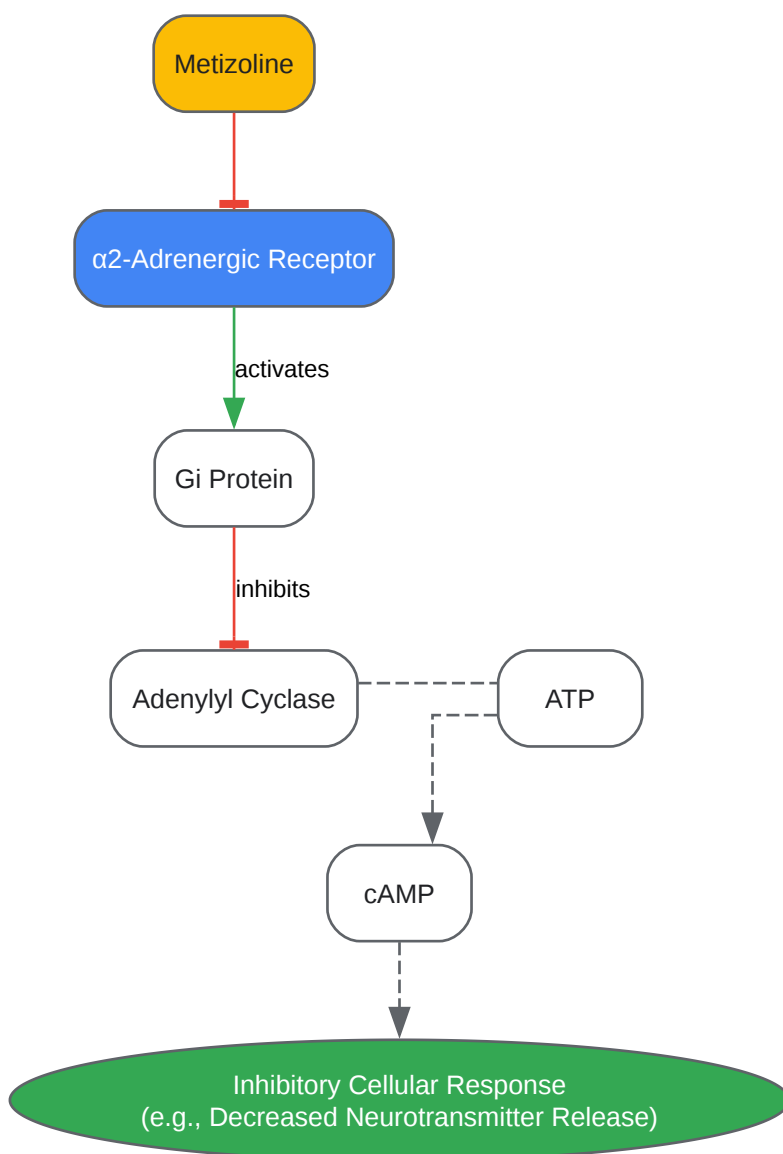 Metizoline
α2-Adrenergic Receptor
activates
Gi Protein
inhibits
Adenylyl Cyclase
ATP
cAMP
Inhibitory Cellular Response
(e.g., Decreased Neurotransmitter Release)